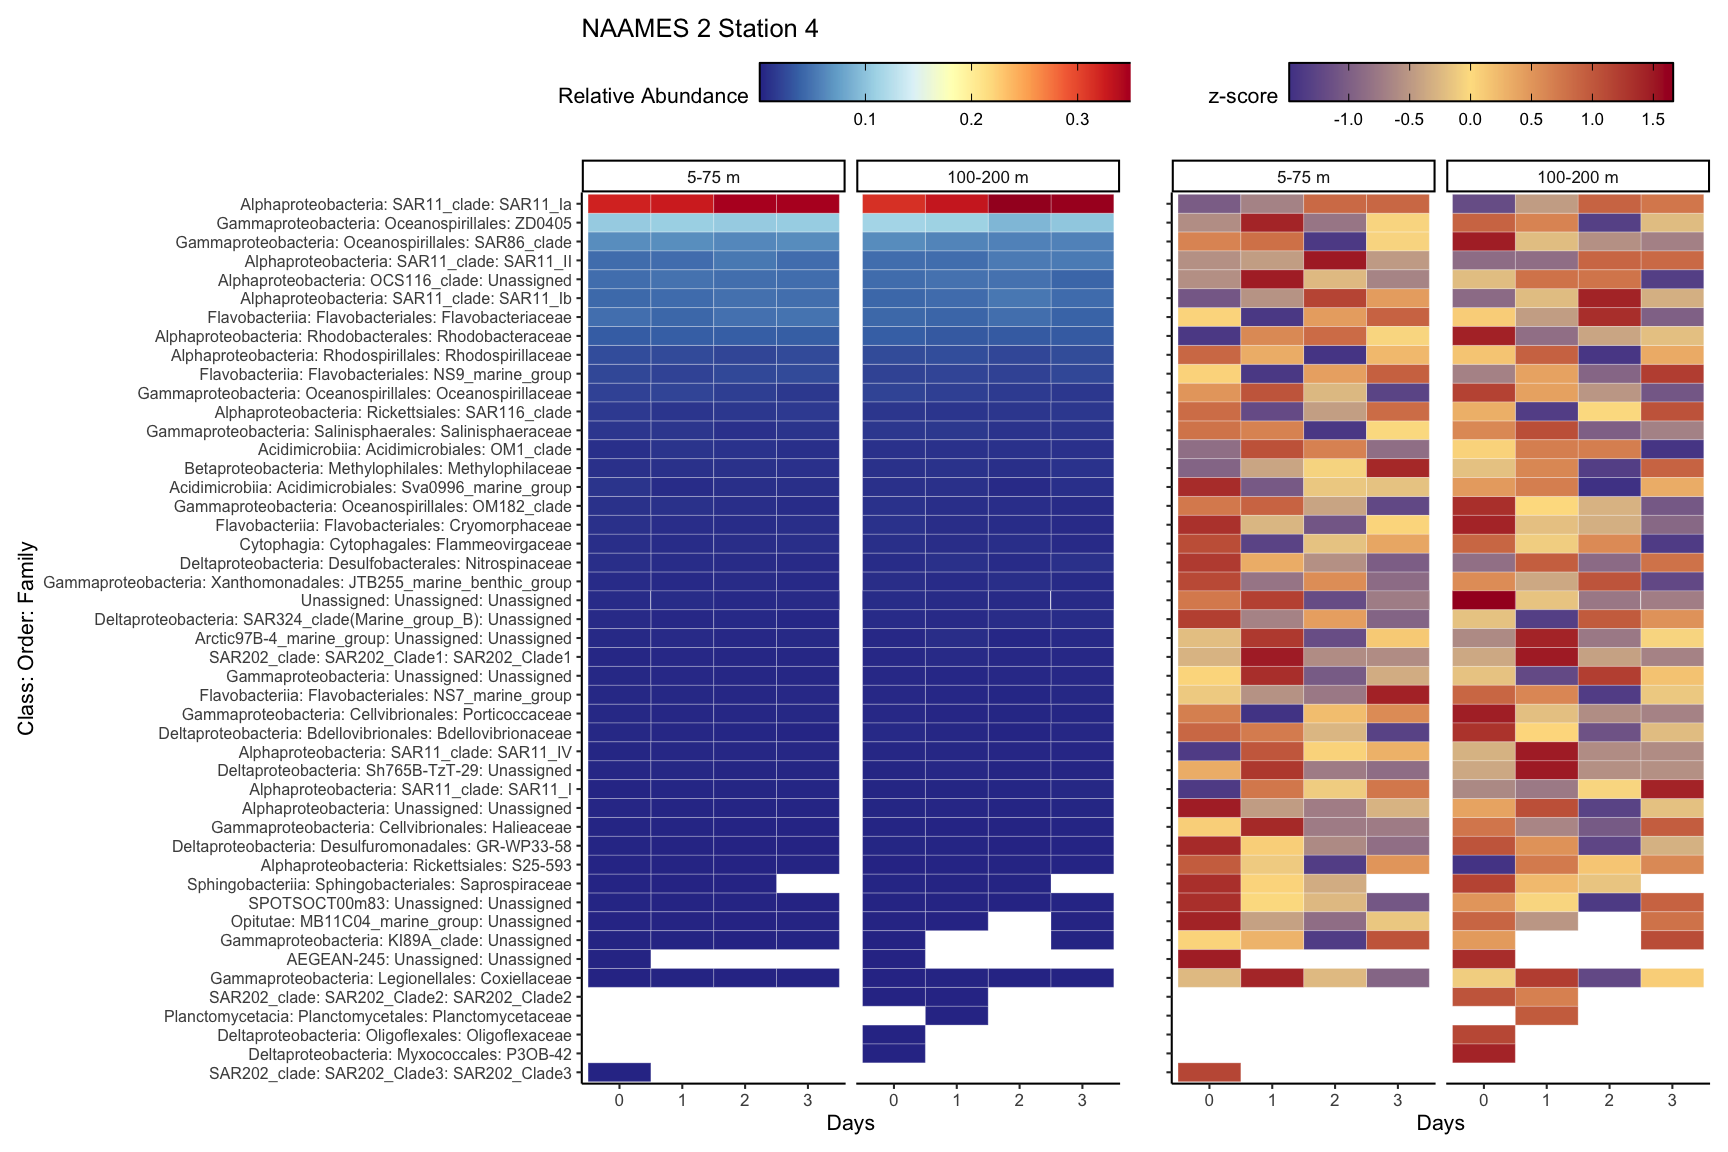 NAAMES 2 Station 4
Relative Abundance
0.1 0.2 0.3
z-score
-1.0 -0.5 0.0 0.5 1.0 1.5
5-75 m 100-200 m 5-75 m 100-200 m
Class: Order: Family
Alphaproteobacteria: SAR11_clade: SAR11_Ia
Gammaproteobacteria: Oceanospirillales: ZD0405
Gammaproteobacteria: Oceanospirillales: SAR86_clade
Alphaproteobacteria: SAR11_clade: SAR11_II
Alphaproteobacteria: OCS116_clade: Unassigned
Alphaproteobacteria: SAR11_clade: SAR11_Ib
Flavobacteriia: Flavobacteriales: Flavobacteriaceae
Alphaproteobacteria: Rhodobacterales: Rhodobacteraceae
Alphaproteobacteria: Rhodospirillales: Rhodospirillaceae
Flavobacteriia: Flavobacteriales: NS9_marine_group
Gammaproteobacteria: Oceanospirillales: Oceanospirillaceae
Alphaproteobacteria: Rickettsiales: SAR116_clade
Gammaproteobacteria: Salinisphaerales: Salinisphaeraceae
Acidimicrobiia: Acidimicrobiales: OM1_clade
Betaproteobacteria: Methylophilales: Methylophilaceae
Acidimicrobiia: Acidimicrobiales: Sva0996_marine_group
Gammaproteobacteria: Oceanospirillales: OM182_clade
Flavobacteriia: Flavobacteriales: Cryomorphaceae
Cytophagia: Cytophagales: Flammeovirgaceae
Deltaproteobacteria: Desulfobacterales: Nitrospinaceae
Gammaproteobacteria: Xanthomonadales: JTB255_marine_benthic_group
Unassigned: Unassigned: Unassigned
Deltaproteobacteria: SAR324_clade(Marine_group_B): Unassigned
Arctic97B-4_marine_group: Unassigned: Unassigned
SAR202_clade: SAR202_Clade1: SAR202_Clade1
Gammaproteobacteria: Unassigned: Unassigned
Flavobacteriia: Flavobacteriales: NS7_marine_group
Gammaproteobacteria: Cellvibrionales: Porticoccaceae
Deltaproteobacteria: Bdellovibrionales: Bdellovibrionaceae
Alphaproteobacteria: SAR11_clade: SAR11_IV
Deltaproteobacteria: Sh765B-TzT-29: Unassigned
Alphaproteobacteria: SAR11_clade: SAR11_I
Alphaproteobacteria: Unassigned: Unassigned
Gammaproteobacteria: Cellvibrionales: Halieaceae
Deltaproteobacteria: Desulfuromonadales: GR-WP33-58
Alphaproteobacteria: Rickettsiales: S25-593
Sphingobacteriia: Sphingobacteriales: Saprospiraceae
SPOTSOCT00m83: Unassigned: Unassigned
Opitutae: MB11C04_marine_group: Unassigned
Gammaproteobacteria: KI89A_clade: Unassigned
AEGEAN-245: Unassigned: Unassigned
Gammaproteobacteria: Legionellales: Coxiellaceae
SAR202_clade: SAR202_Clade2: SAR202_Clade2
Planctomycetacia: Planctomycetales: Planctomycetaceae
Deltaproteobacteria: Oligoflexales: Oligoflexaceae
Deltaproteobacteria: Myxococcales: P3OB-42
SAR202_clade: SAR202_Clade3: SAR202_Clade3
0 1 2 3 0 1 2 3 0 1 2 3 0 1 2 3
Days Days